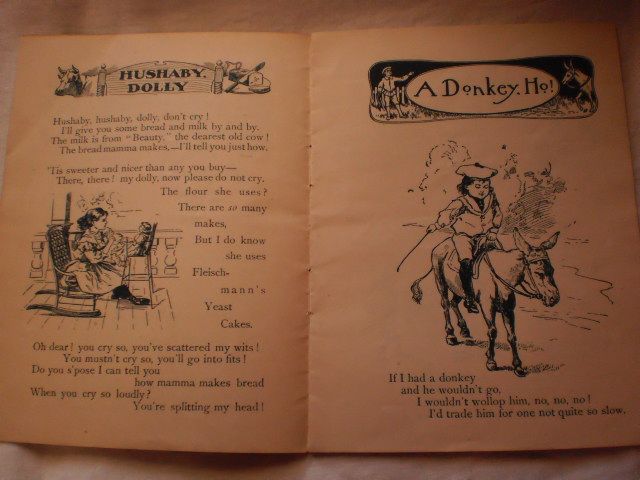 HUSHABY,
DOLLY
Hushaby, hushaby, dolly, don't cry!
I'll give you some bread and milk by and by.
The milk is from "Beauty," the dearest old cow!
The bread mamma makes,—I'll tell you just how.
'Tis sweeter and nicer than any you buy—
There, there! my dolly, now please do not cry.
The flour she uses?
There are so many
makes,
But I do know
she uses
Fleisch-
mann's
Yeast
Cakes.
Oh dear! you cry so, you've scattered my wits!
You mustn't cry so, you'll go into fits!
Do you s'pose I can tell you
how mamma makes bread
When you cry so loudly?
You're splitting my head!
A Donkey, Ho!
If I had a donkey
and he wouldn't go,
I wouldn't wollop him, no, no, no!
I'd trade him for one not quite so slow.